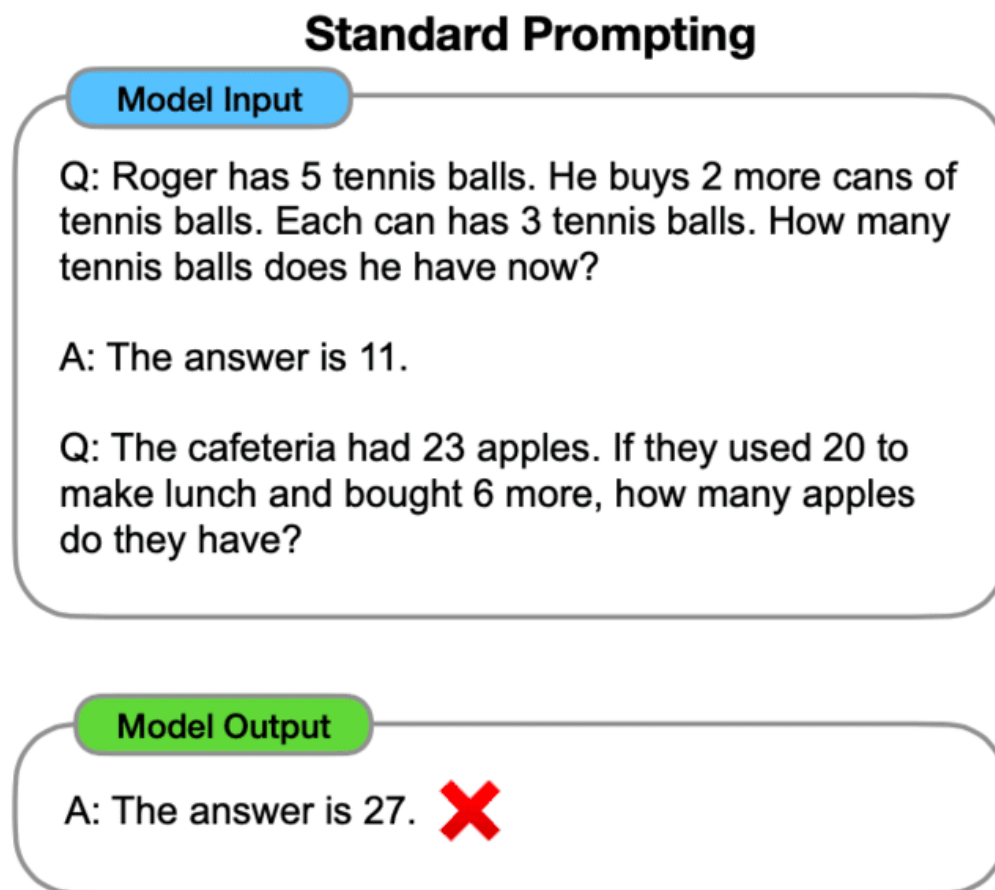 Standard Prompting
Model Input
Q: Roger has 5 tennis balls. He buys 2 more cans of
tennis balls. Each can has 3 tennis balls. How many
tennis balls does he have now?
A: The answer is 11.
Q: The cafeteria had 23 apples. If they used 20 to
make lunch and bought 6 more, how many apples
do they have?
Model Output
A: The answer is 27.